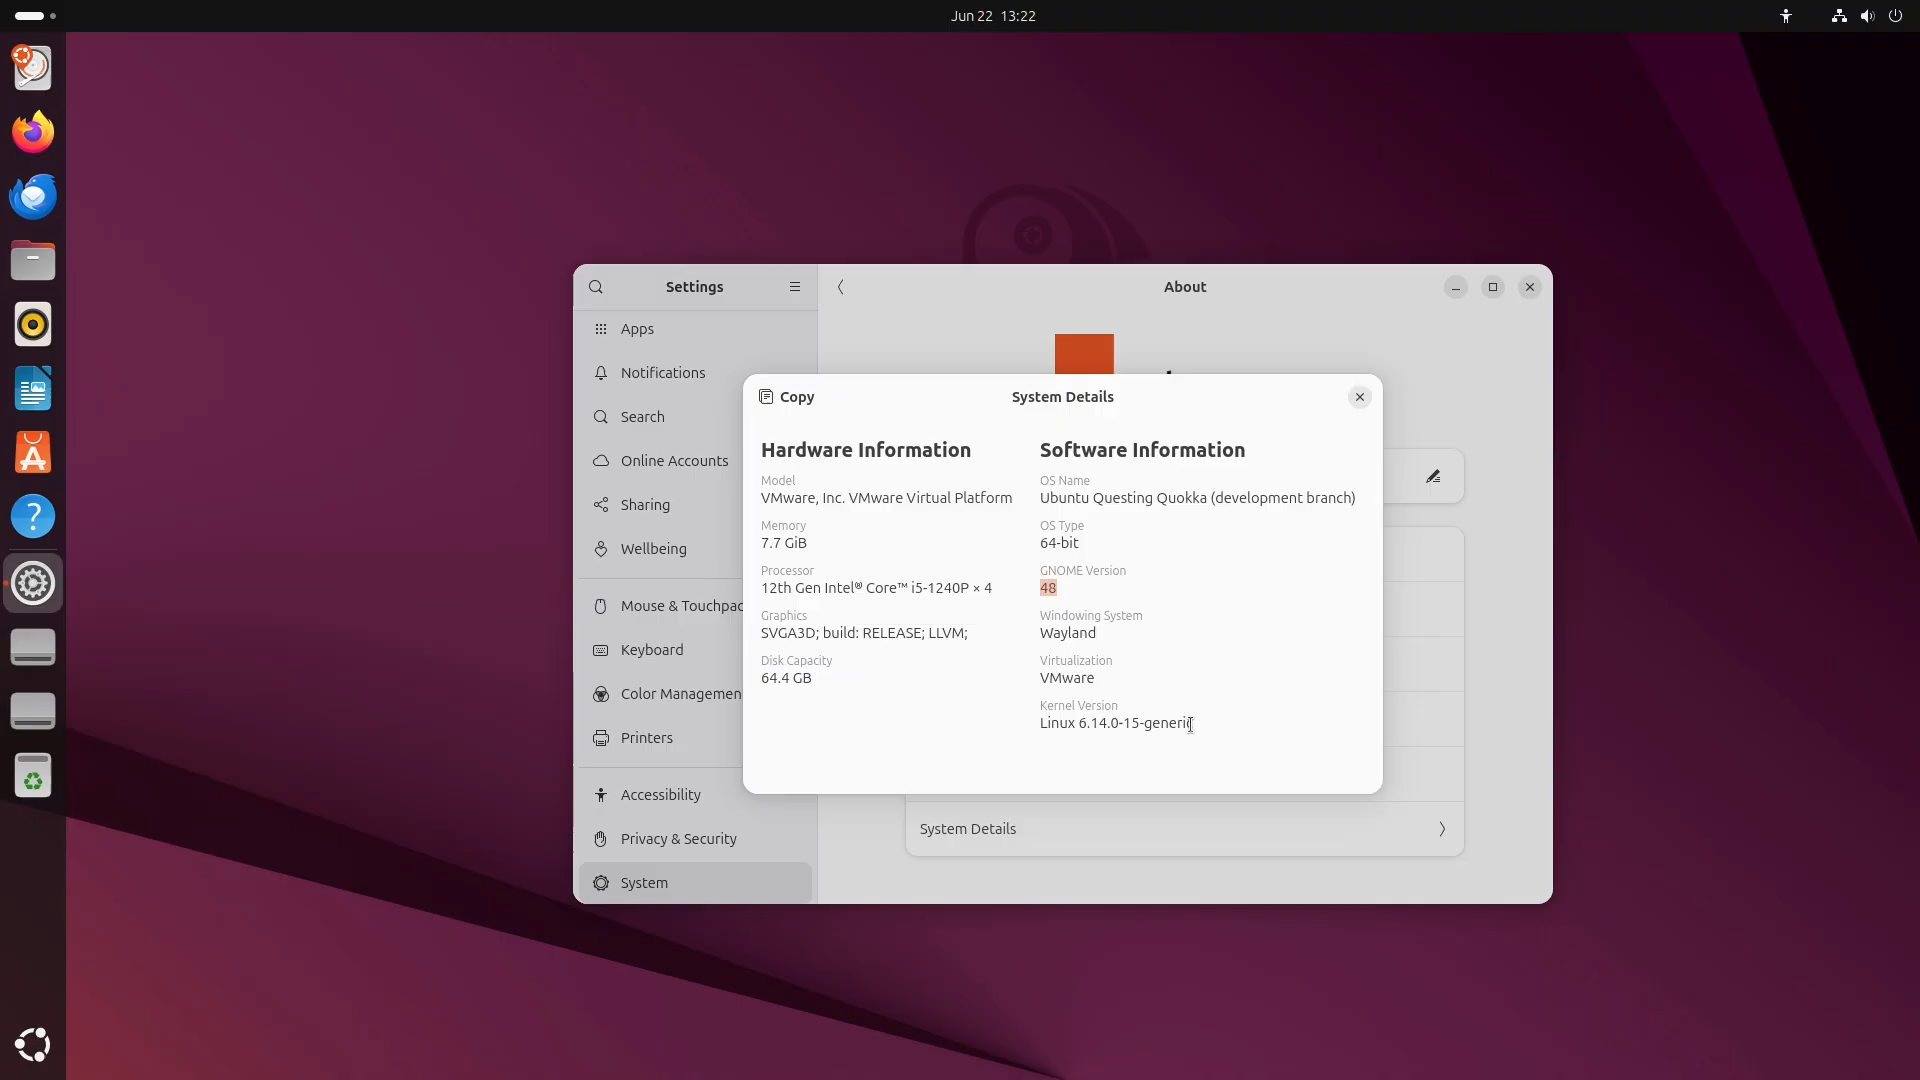 Jun 22 13:22
Settings
About
Apps
Notifications
Search
Online Accounts
Sharing
Wellbeing
Mouse & Touchpad
Keyboard
Color Managemen
Printers
Accessibility
Privacy & Security
System
Copy
System Details
Hardware Information
Model
VMware, Inc. VMware Virtual Platform
Memory
7.7 GiB
Processor
12th Gen Intel® Core™ i5-1240P × 4
Graphics
SVGA3D; build: RELEASE; LLVM;
Disk Capacity
64.4 GB
Software Information
OS Name
Ubuntu Questing Quokka (development branch)
OS Type
64-bit
GNOME Version
48
Windowing System
Wayland
Virtualization
VMware
Kernel Version
Linux 6.14.0-15-generic
System Details